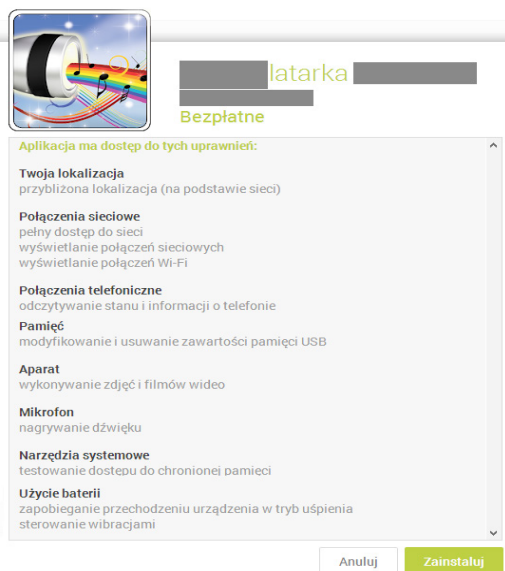 latarka
Bezpłatne
Aplikacja ma dostęp do tych uprawnień:
Twoja lokalizacja
przybliżona lokalizacja (na podstawie sieci)
Połączenia sieciowe
pełny dostęp do sieci
wyświetlanie połączeń sieciowych
wyświetlanie połączeń Wi-Fi
Połączenia telefoniczne
odczytywanie stanu i informacji o telefonie
Pamięć
modyfikowanie i usuwanie zawartości pamięci USB
Aparat
wykonywanie zdjęć i filmów wideo
Mikrofon
nagrywanie dźwięku
Narzędzia systemowe
testowanie dostępu do chronionej pamięci
Użycie baterii
zapobieganie przechodzeniu urządzenia w tryb uśpienia
sterowanie wibracjami
Anuluj Zainstaluj